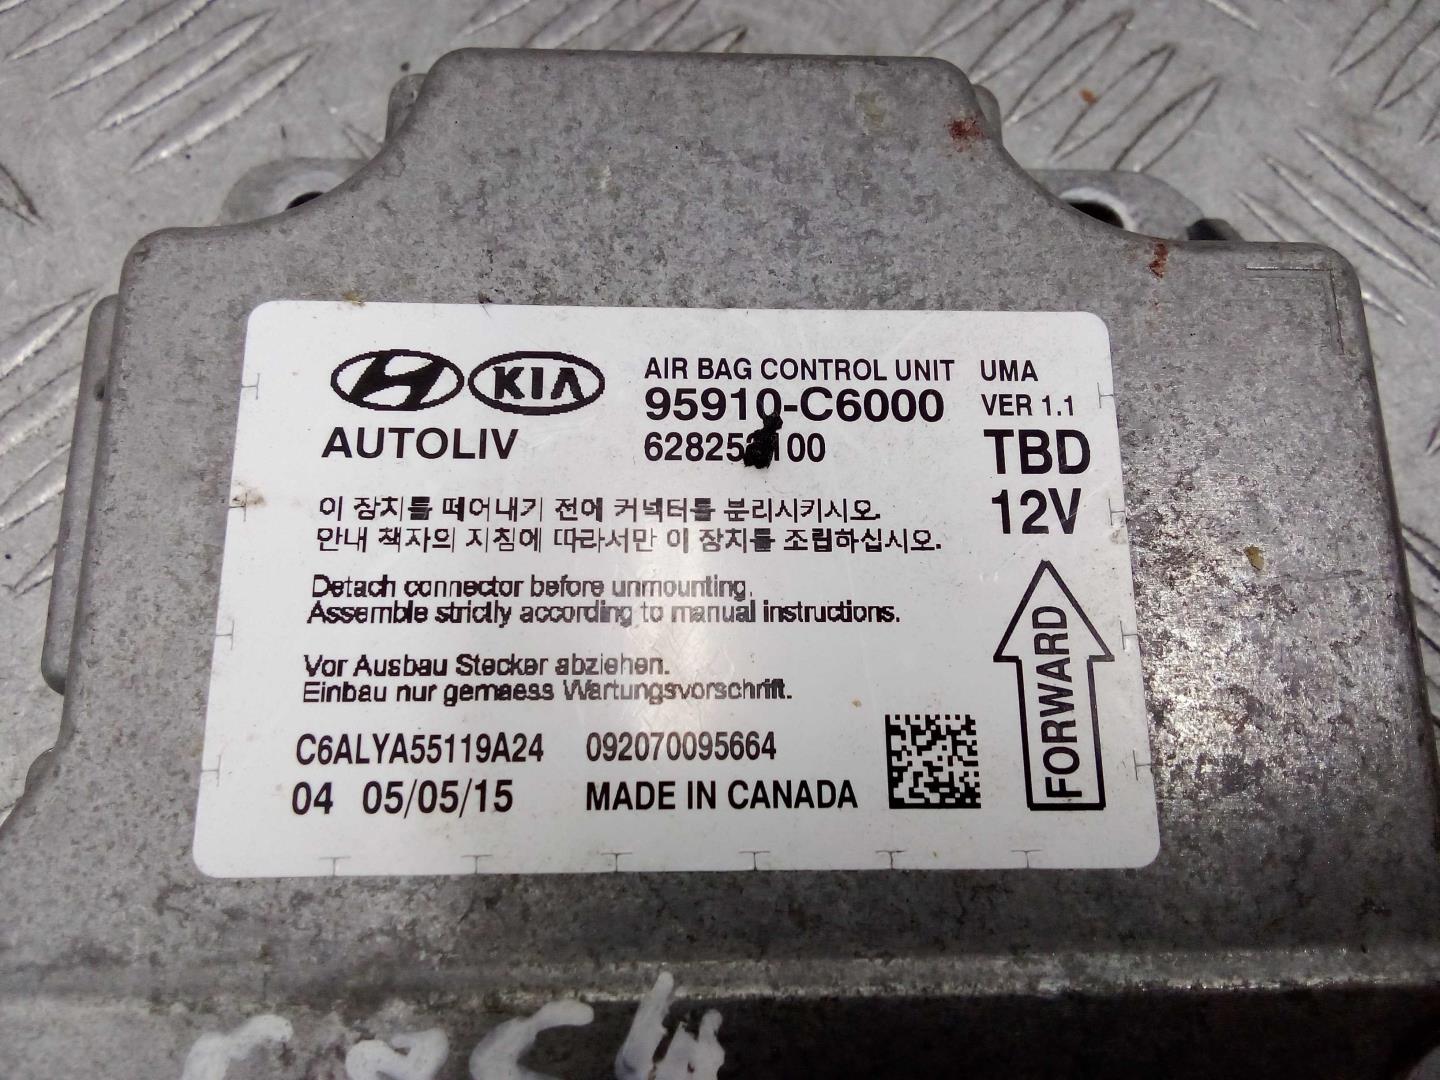 KIA
AIR BAG CONTROL UNIT UMA
95910-C6000 VER 1.1
AUTOLIV
TBD
12V
이 장치를 떼어내기 전에 커넥터를 분리시키시오.
안내 책자의 지침에 따라서만 이 장치를 조립하십시오.
Detach connector before unmounting.
Assemble strictly according to manual instructions.
Vor Ausbau Stecker abziehen.
Einbau nur gemaess Wartungsvorschrift.
FORWARD
C6ALYA55119A24 092070095664
04 05/05/15 MADE IN CANADA